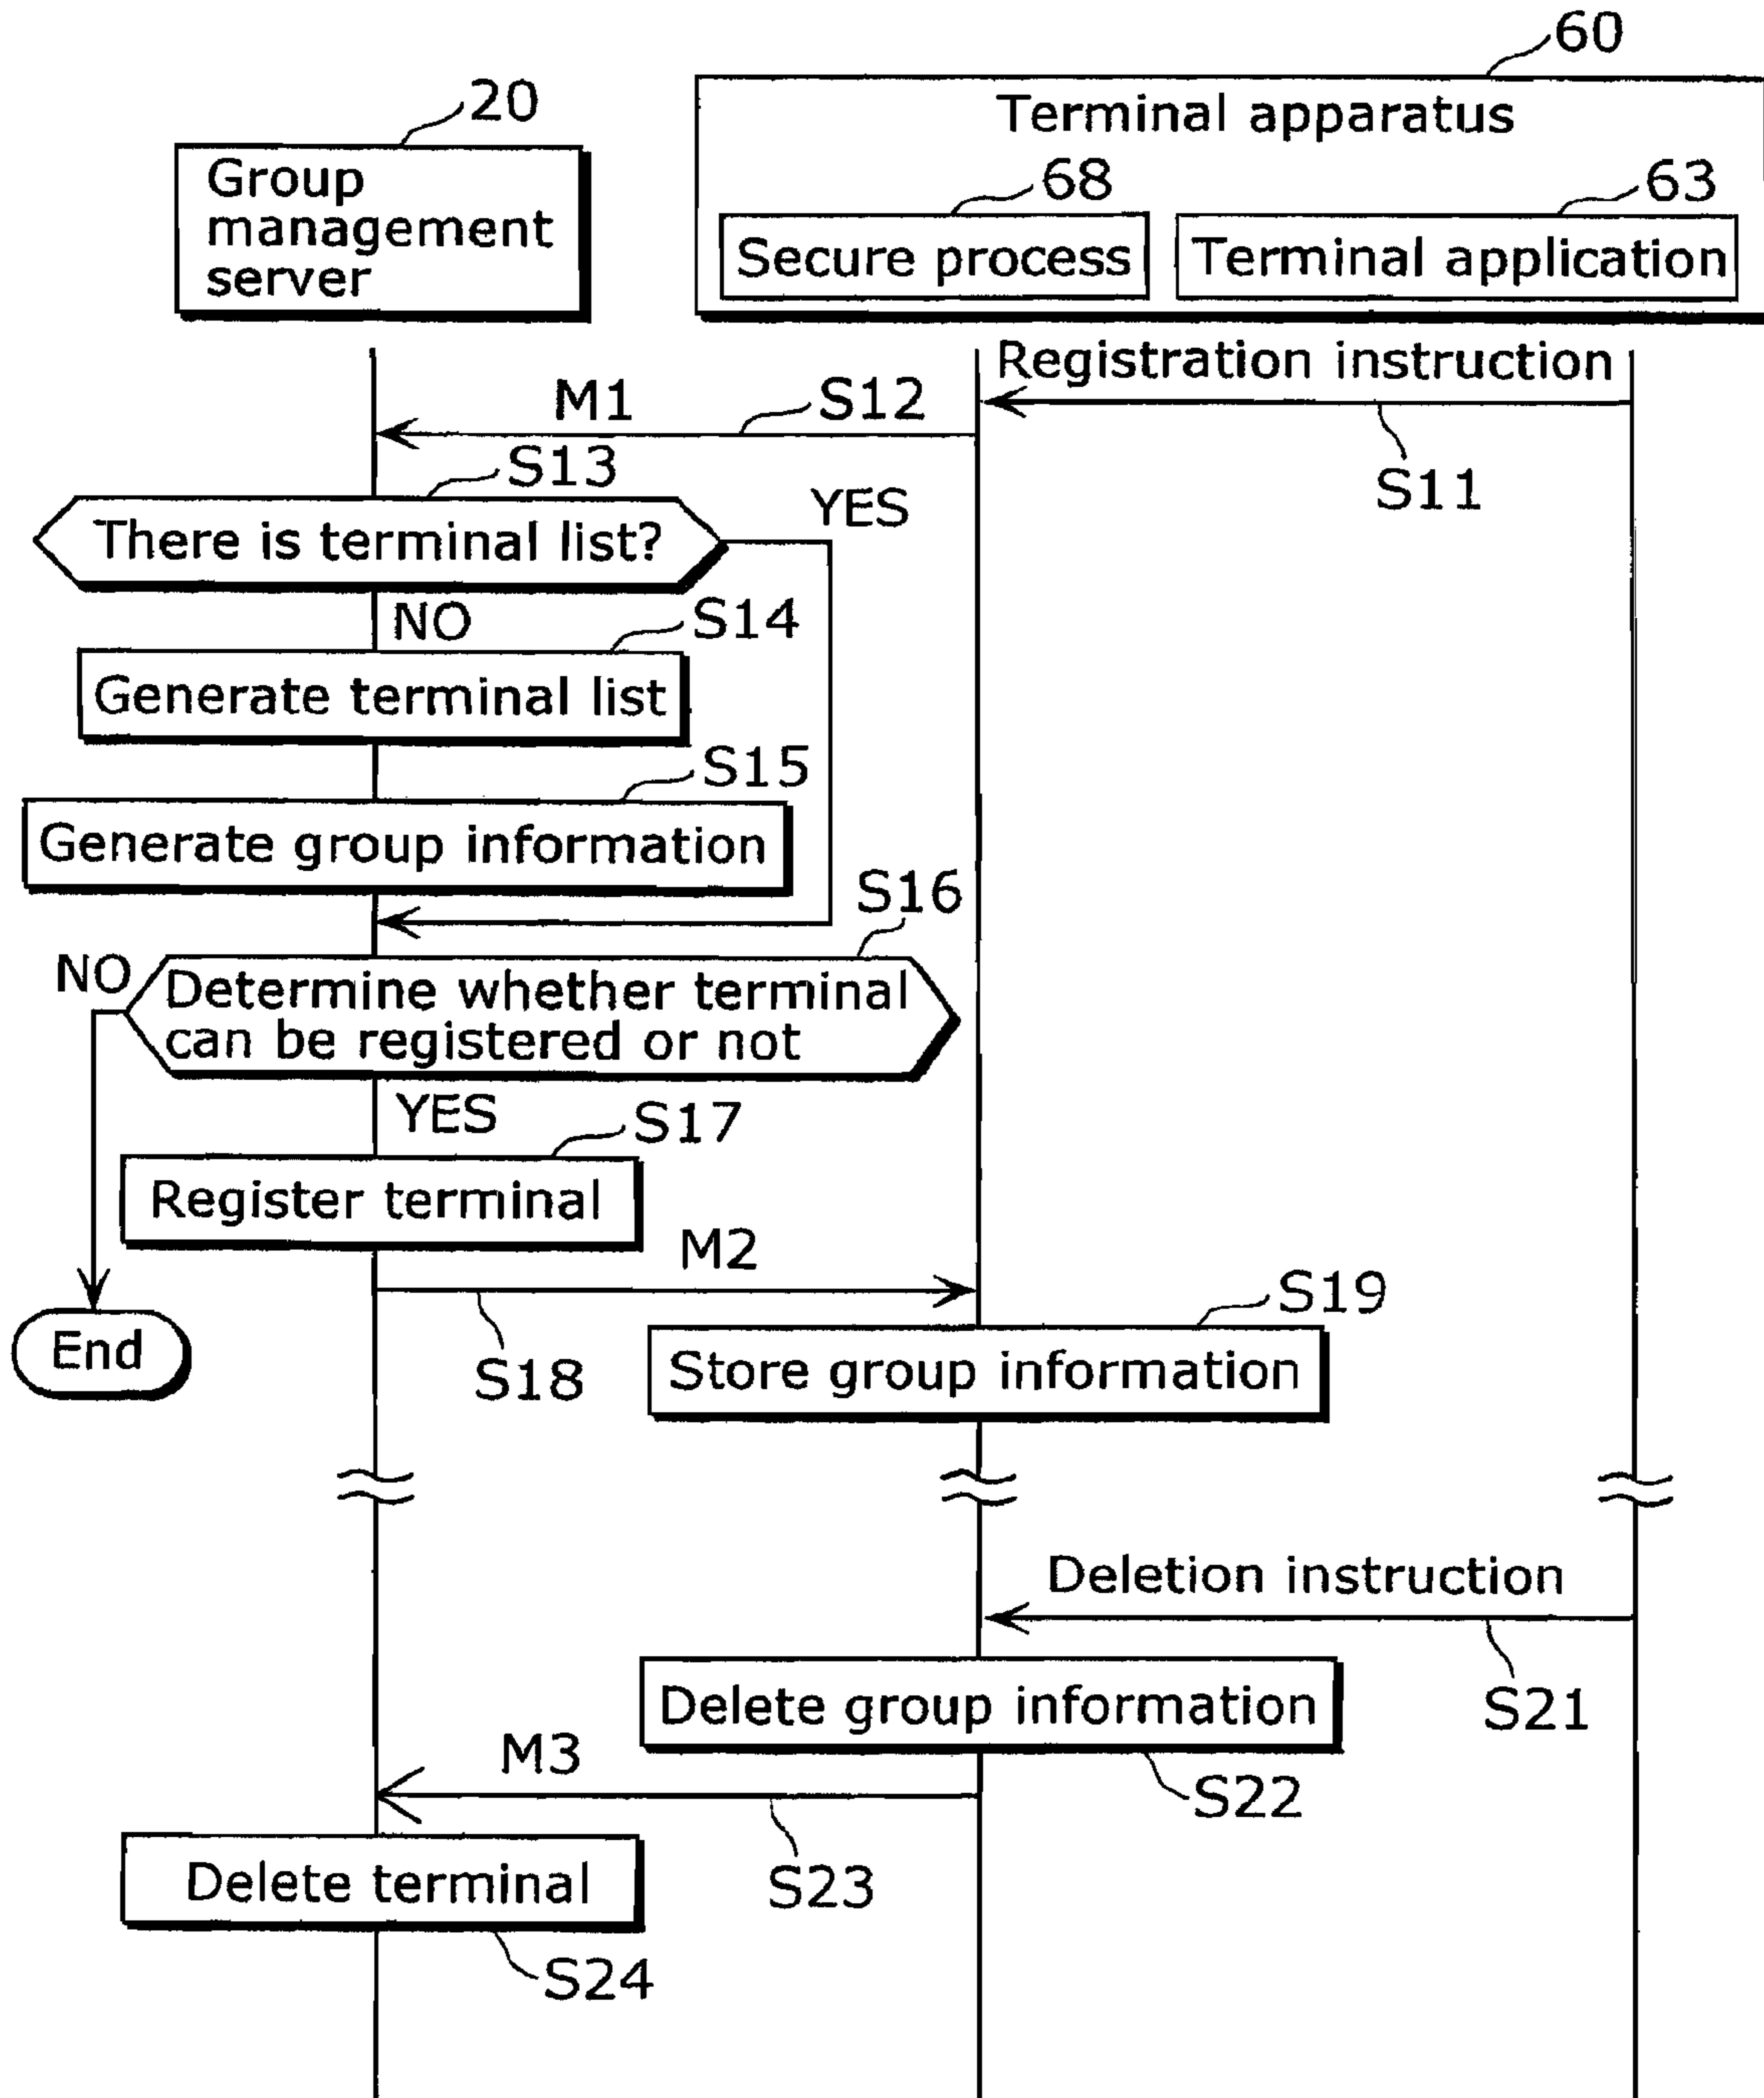 60
Terminal apparatus
20
Group
management
server
68
Secure process
63
Terminal application
Registration instruction
M1
S12
S11
S13
There is terminal list?
YES
NO
S14
Generate terminal list
S15
Generate group information
S16
NO
Determine whether terminal
can be registered or not
YES
S17
Register terminal
M2
S18
End
S19
Store group information
Deletion instruction
S21
Delete group information
S22
M3
S23
Delete terminal
S24